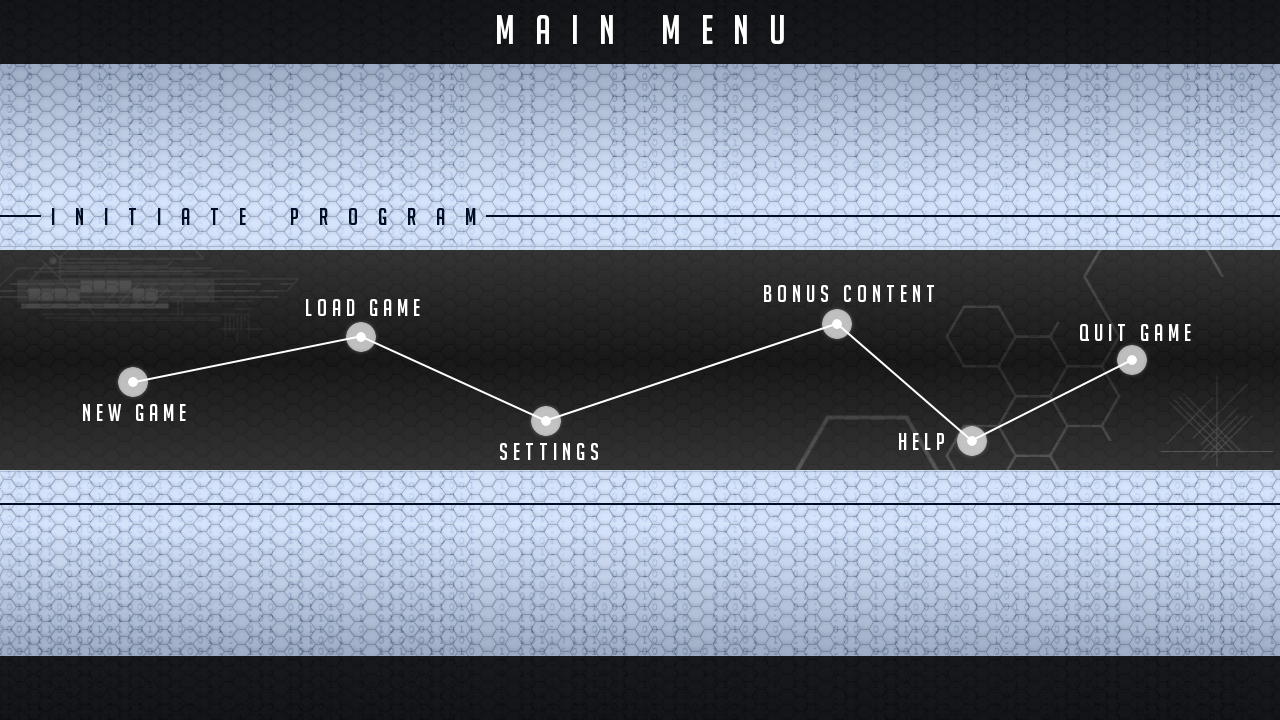 MAIN MENU
INITIATE PROGRAM
NEW GAME
LOAD GAME
SETTINGS
BONUS CONTENT
HELP
QUIT GAME